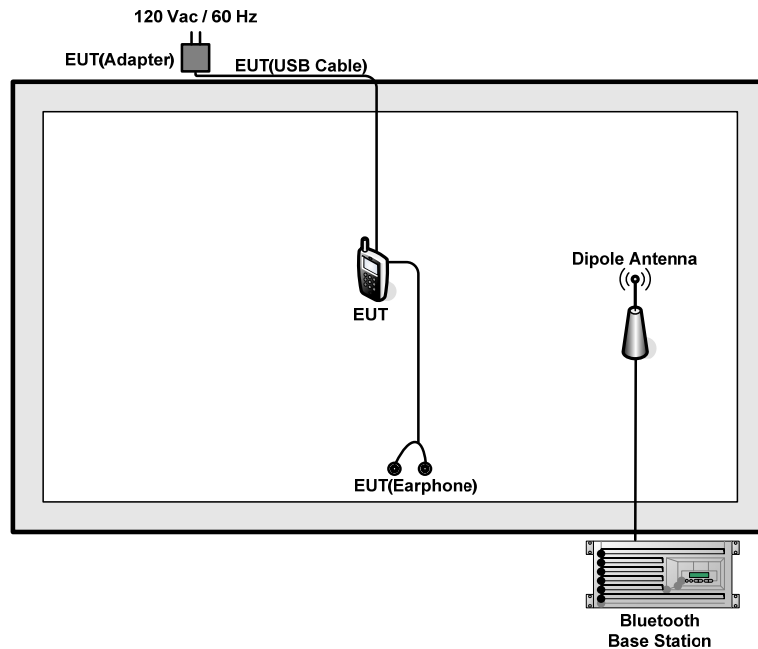 120 Vac / 60 Hz
EUT(Adapter)
EUT(USB Cable)
Dipole Antenna
EUT
EUT(Earphone)
Bluetooth
Base Station